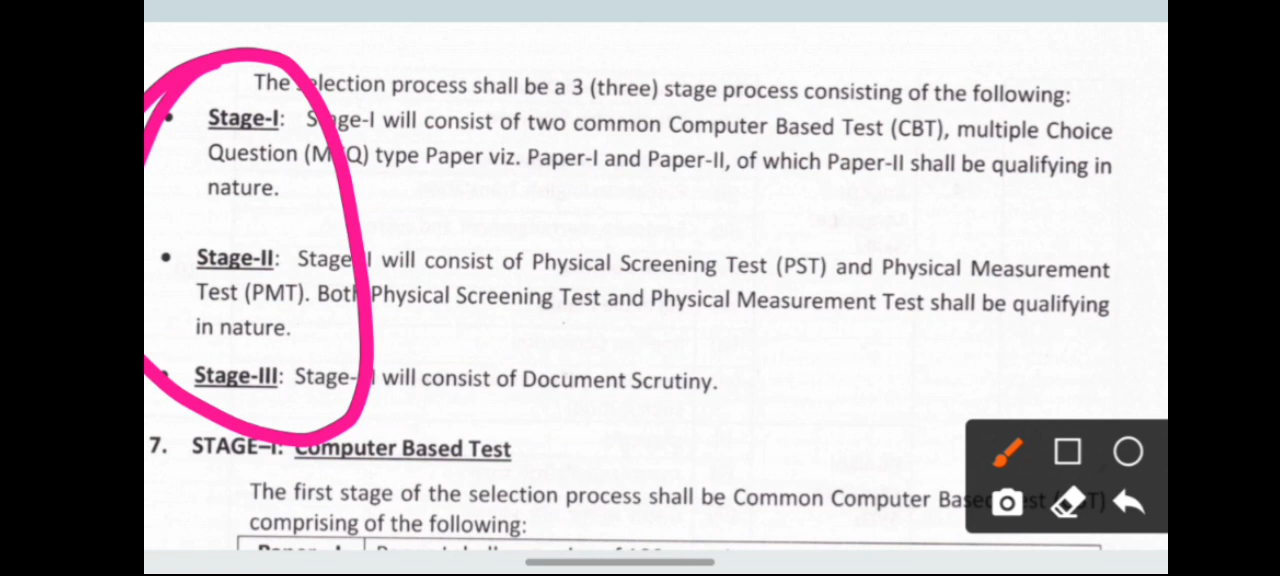 The selection process shall be a 3 (three) stage process consisting of the following:
Stage-I: Stage-I will consist of two common Computer Based Test (CBT), multiple Choice
Question (MCQ) type Paper viz. Paper-I and Paper-II, of which Paper-II shall be qualifying in
nature.
Stage-II: Stage-II will consist of Physical Screening Test (PST) and Physical Measurement
Test (PMT). Both Physical Screening Test and Physical Measurement Test shall be qualifying
in nature.
Stage-III: Stage-III will consist of Document Scrutiny.
7. STAGE–I: Computer Based Test
The first stage of the selection process shall be Common Computer Based Test (CBT)
comprising of the following: